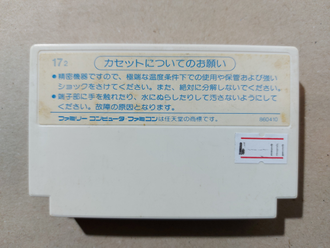 17²
カセットについてのお願い
●精密機器ですので、極端な温度条件下での使用や保管および強い
ショックをさけてください。また、絶対に分解しないでください。
●端子部に手を触れたり、水にぬらしたりして汚さないようにして
ください。故障の原因となります。
ファミリーコンピュータ・ファミコンは任天堂の商標です。